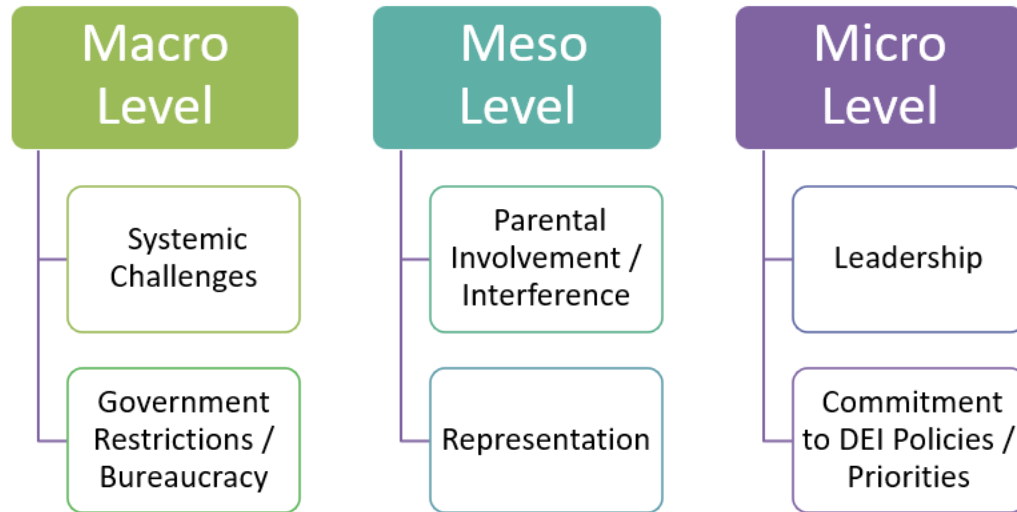 Macro
Level
Systemic
Challenges
Government
Restrictions /
Bureaucracy
Meso
Level
Parental
Involvement /
Interference
Representation
Micro
Level
Leadership
Commitment
to DEI Policies /
Priorities